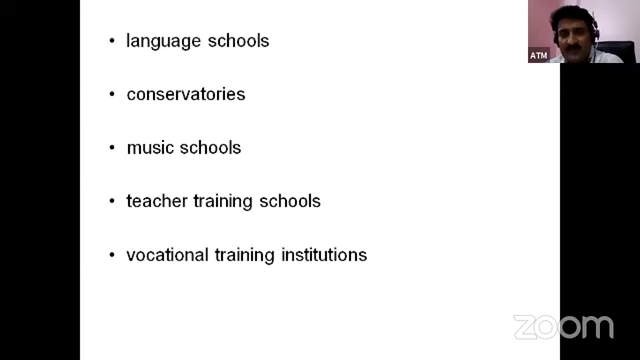 • language schools
• conservatories
• music schools
• teacher training schools
• vocational training institutions
ATM
zoom